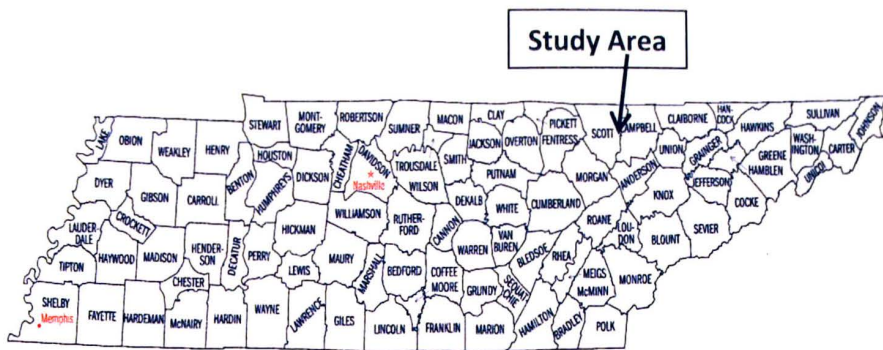 Study Area
LAKE
OBION
WEAKLEY
HENRY
STEWART
MONT-
GOMERY
ROBERTSON
SUMNER
MACON
CLAY
PICKETT
FENTRESS
SCOTT
CAMPBELL
CLAIBORNE
HAN-
COCK
HAWKINS
SULLIVAN
JOHNSON
DYER
GIBSON
CARROLL
BENTON
HOUSTON
HUMPHREYS
DICKSON
CHEATHAM
DAVIDSON
Nashville
TROUSDALE
WILSON
SMITH
JACKSON
OVERTON
PUTNAM
MORGAN
ANDERSON
UNION
GRAINGER
HAMBLEN
GREENE
WASH-
INGTON
UNICOI
CARTER
LAUDER-
DALE
CROCKETT
TIPTON
HAYWOOD
MADISON
HENDER-
SON
DECATUR
PERRY
HICKMAN
WILLIAMSON
RUTHER-
FORD
CANNON
DEKALB
WHITE
CUMBERLAND
ROANE
LOU-
DON
KNOX
JEFFERSON
SEVIER
COCKE
BLOUNT
CHESTER
LEWIS
MAURY
MARSHALL
BEDFORD
COFFEE
MOORE
WARREN
VAN
BUREN
BLEDSOE
RHEA
MEIGS
McMINN
MONROE
SHELBY
Memphis
FAYETTE
HARDEMAN
McNAIRY
HARDIN
WAYNE
LAWRENCE
GILES
LINCOLN
FRANKLIN
GRUNDY
MARION
SEQUAT
CHIE
HAMILTON
BRADLEY
POLK